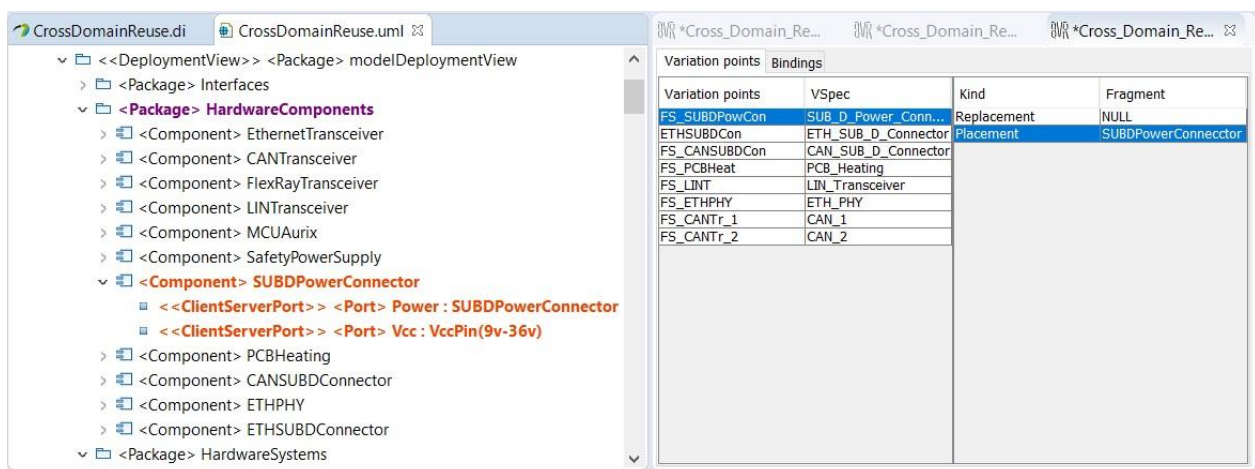 CrossDomainReuse.di
CrossDomainReuse.uml
<<DeploymentView>> <Package> modelDeploymentView
<Package> Interfaces
<Package> HardwareComponents
<Component> EthernetTransceiver
<Component> CANTransceiver
<Component> FlexRayTransceiver
<Component> LINTransceiver
<Component> MCUAurix
<Component> SafetyPowerSupply
<Component> SUBDPowerConnector
<<ClientServerPort>> <Port> Power : SUBDPowerConnector
<<ClientServerPort>> <Port> Vcc : VccPin(9v-36v)
<Component> PCBHeating
<Component> CANSUBDConnector
<Component> ETHPHY
<Component> ETHSUBDConnector
<Package> HardwareSystems
*Cross_Domain_Re... *Cross_Domain_Re... *Cross_Domain_Re...
Variation points Bindings
Variation points VSpec Kind Fragment
FS_SUBDPowCon SUB_D_Power_Conn... Replacement NULL
ETHSUBDCon ETH_SUB_D_Connector Placement SUBDPowerConnecctor
FS_CANSUBDCon CAN_SUB_D_Connector
FS_PCBHeat PCB_Heating
FS_LINT LIN_Transceiver
FS_ETHPHY ETH_PHY
FS_CANTr_1 CAN_1
FS_CANTr_2 CAN_2